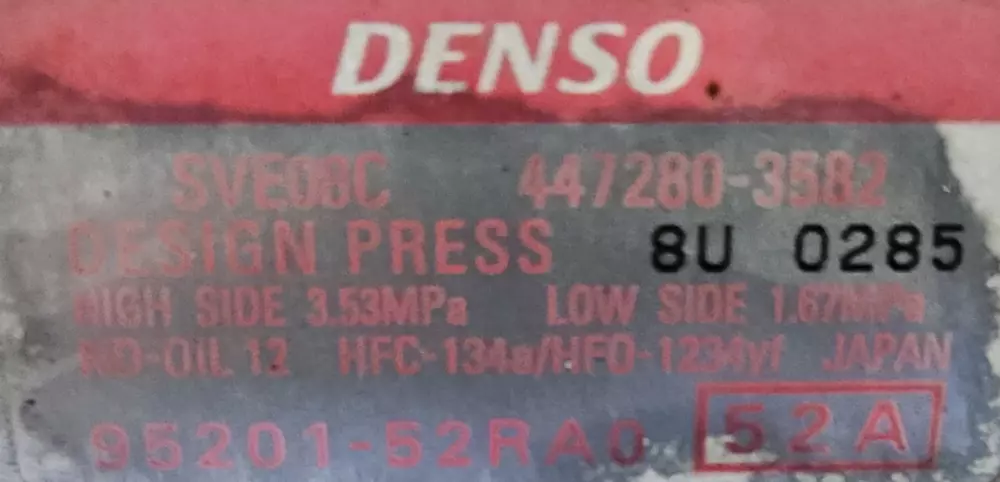 DENSO
SVE08C 447280-3582
DESIGN PRESS 8U 0285
HIGH SIDE 3.53MPa LOW SIDE 1.67MPa
ND-OIL 12 HFC-134a/HFO-1234yf JAPAN
95201-52RA0 52A